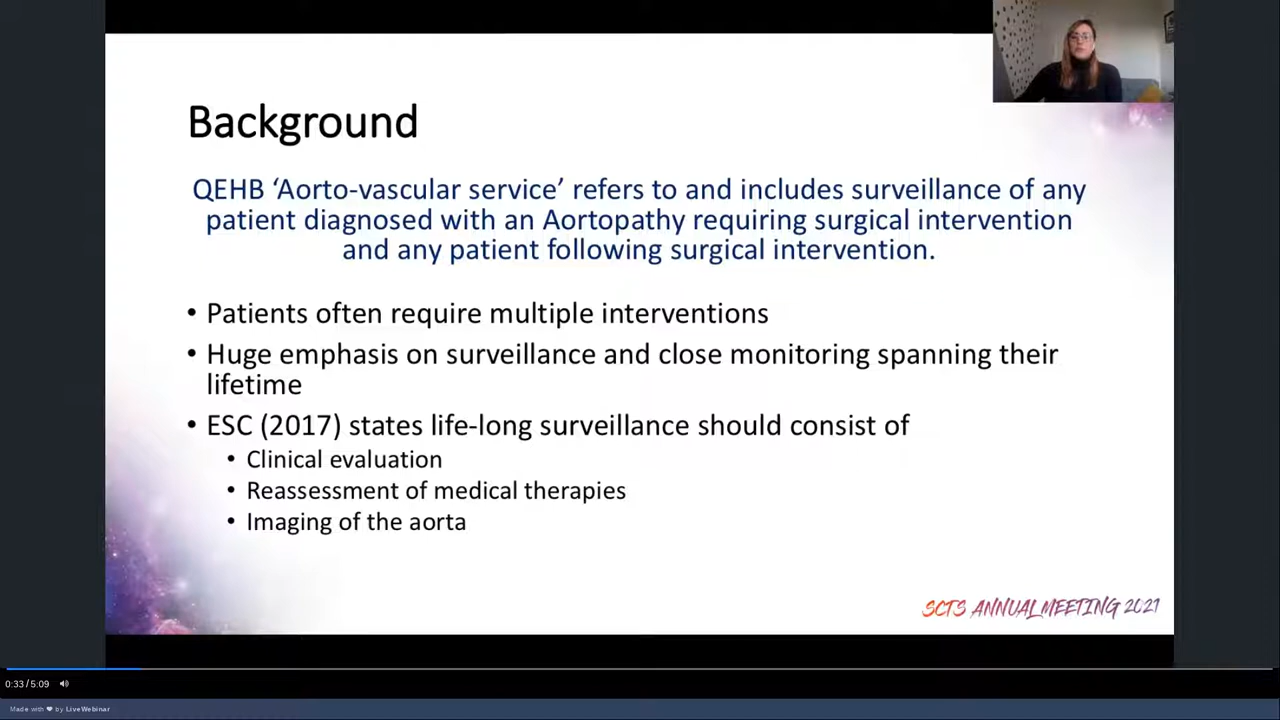 Background
QEHB ‘Aorto-vascular service’ refers to and includes surveillance of any
patient diagnosed with an Aortopathy requiring surgical intervention
and any patient following surgical intervention.
• Patients often require multiple interventions
• Huge emphasis on surveillance and close monitoring spanning their
lifetime
• ESC (2017) states life-long surveillance should consist of
• Clinical evaluation
• Reassessment of medical therapies
• Imaging of the aorta
SCTS ANNUAL MEETING 2021
0:33 / 5:09
Made with ❤ by LiveWebinar